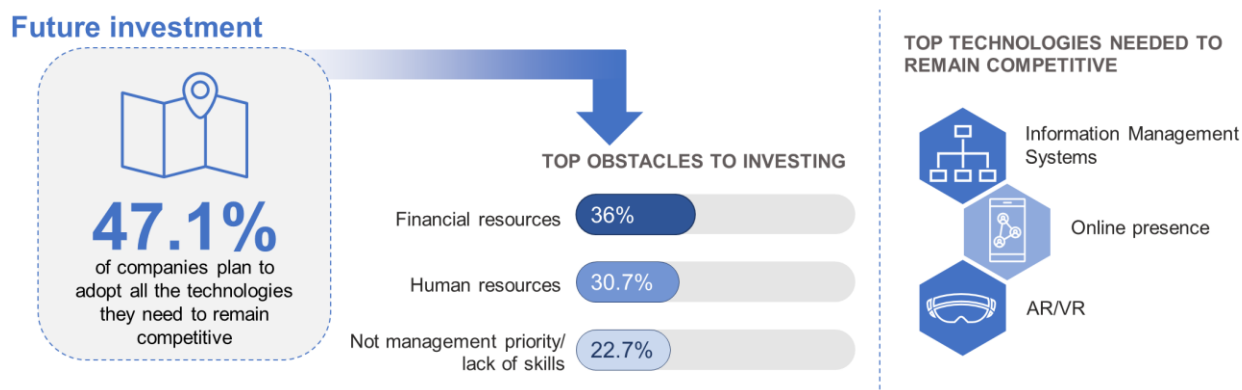 Future investment
47.1%
of companies plan to
adopt all the technologies
they need to remain
competitive
TOP OBSTACLES TO INVESTING
Financial resources
36%
Human resources
30.7%
Not management priority/
lack of skills
22.7%
TOP TECHNOLOGIES NEEDED TO
REMAIN COMPETITIVE
Information Management
Systems
Online presence
AR/VR